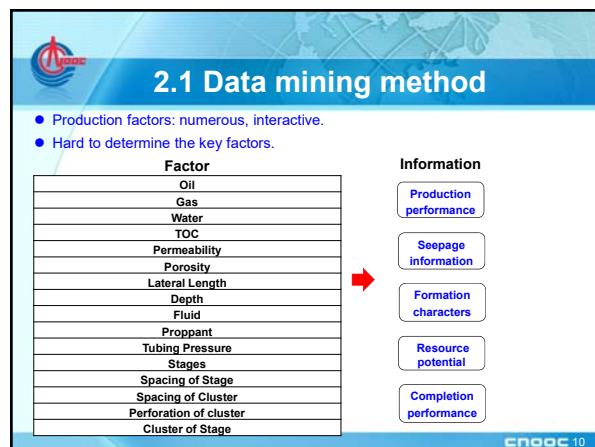 CNOOC
2.1 Data mining method
Production factors: numerous, interactive.
Hard to determine the key factors.
Factor
Oil
Gas
Water
TOC
Permeability
Porosity
Lateral Length
Depth
Fluid
Proppant
Tubing Pressure
Stages
Spacing of Stage
Spacing of Cluster
Perforation of cluster
Cluster of Stage
Information
Production
performance
Seepage
information
Formation
characters
Resource
potential
Completion
performance
CNOOC 10